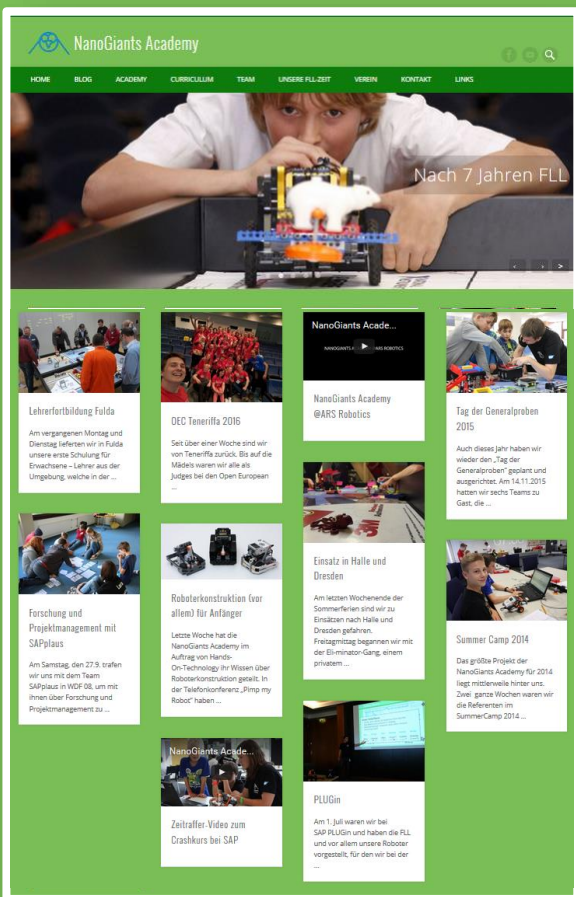 NanoGiants Academy
HOME BLOG ACADEMY CURRICULUM TEAM UNSERE FLL-ZEIT VEREIN KONTAKT LINKS
Nach 7 Jahren FLL
Lehrerfortbildung Fulda
Am vergangenen Montag und
Dienstag lieferten wir in Fulda
unsere erste Schulung für
Erwachsene – Lehrer aus der
Umgebung, welche in der ...
Forschung und
Projektmanagement mit
SAPplaus
Am Samstag, den 27.9. trafen
wir uns mit dem Team
SAPplaus in WDF 08, um mit
ihnen über Forschung und
Projektmanagement zu ...
OEC Teneriffa 2016
Seit über einer Woche sind wir
von Teneriffa zurück. Bis auf die
Mädels waren wir alle als
Judges bei den Open European
...
Roboterkonstruktion (vor
allem) für Anfänger
Letzte Woche hat die
NanoGiants Academy im
Auftrag von Hands-
On-Technology ihr Wissen über
Roboterkonstruktion geteilt. In
der Telefonkonferenz „Pimp my
Robot“ haben ...
NanoGiants Acade...
Zeitraffer-Video zum
Crashkurs bei SAP
NanoGiants Acade...
NanoGiants Academy
@ARS Robotics
Einsatz in Halle und
Dresden
Am letzten Wochenende der
Sommerferien sind wir zu
Einsätzen nach Halle und
Dresden gefahren.
Freitagmittag begannen wir mit
der Eli-minator-Gang, einem
privatem ...
PLUGin
Am 1. Juli waren wir bei
SAP PLUGin und haben die FLL
und vor allem unsere Roboter
vorgestellt, für den wir bei der
...
Tag der Generalproben
2015
Auch dieses Jahr haben wir
wieder den „Tag der
Generalproben“ geplant und
ausgerichtet. Am 14.11.2015
hatten wir sechs Teams zu
Gast, die ...
Summer Camp 2014
Das größte Projekt der
NanoGiants Academy für 2014
liegt mittlerweile hinter uns.
Zwei ganze Wochen waren wir
die Referenten im
SummerCamp 2014 ...